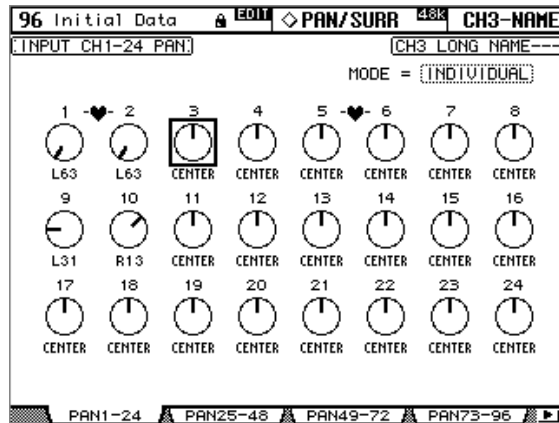 96 Initial Data EDIT ◇PAN/SURR 48K CH3-NAME
INPUT CH1-24 PAN CH3 LONG NAME---
MODE = INDIVIDUAL
1 -♥- 2 3 4 5 -♥- 6 7 8
L63 L63 CENTER CENTER CENTER CENTER CENTER CENTER
9 10 11 12 13 14 15 16
L31 R13 CENTER CENTER CENTER CENTER CENTER CENTER
17 18 19 20 21 22 23 24
CENTER CENTER CENTER CENTER CENTER CENTER CENTER CENTER
PAN1-24 PAN25-48 PAN49-72 PAN73-96